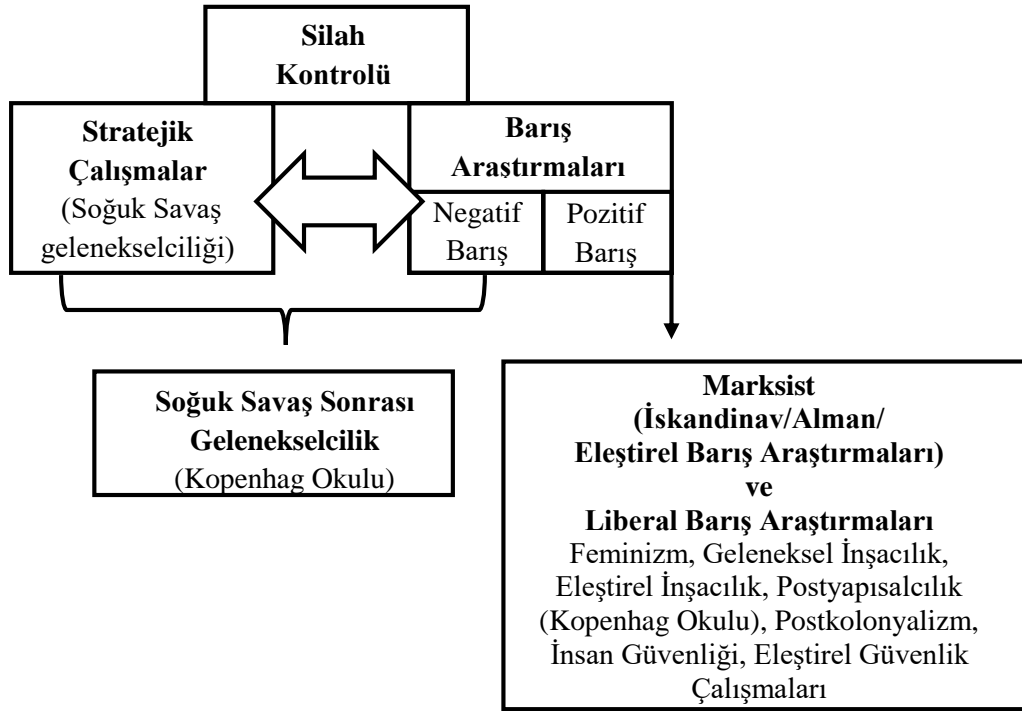 Silah
Kontrolü
Stratejik
Çalışmalar
(Soğuk Savaş
gelenekselciliği)
Barış
Araştırmaları
Negatif
Barış
Pozitif
Barış
Soğuk Savaş Sonrası
Gelenekselcilik
(Kopenhag Okulu)
Marksist
(İskandinav/Alman/
Eleştirel Barış Araştırmaları)
ve
Liberal Barış Araştırmaları
Feminizm, Geleneksel İnşacılık,
Eleştirel İnşacılık, Postyapısalcılık
(Kopenhag Okulu), Postkolonyalizm,
İnsan Güvenliği, Eleştirel Güvenlik
Çalışmaları